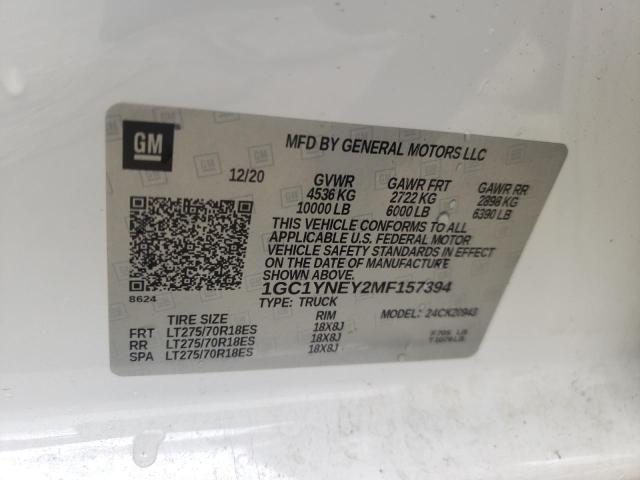 GM
MFD BY GENERAL MOTORS LLC
12/20
GVWR GAWR FRT GAWR RR
4536 KG 2722 KG 2898 KG
10000 LB 6000 LB 6390 LB
THIS VEHICLE CONFORMS TO ALL
APPLICABLE U.S. FEDERAL MOTOR
VEHICLE SAFETY STANDARDS IN EFFECT
ON THE DATE OF MANUFACTURE
SHOWN ABOVE.
8624
1GC1YNEY2MF157394
TYPE: TRUCK MODEL: 24CK20943
TIRE SIZE RIM
FRT LT275/70R18ES 18X8J
RR LT275/70R18ES 18X8J
SPA LT275/70R18ES 18X8J